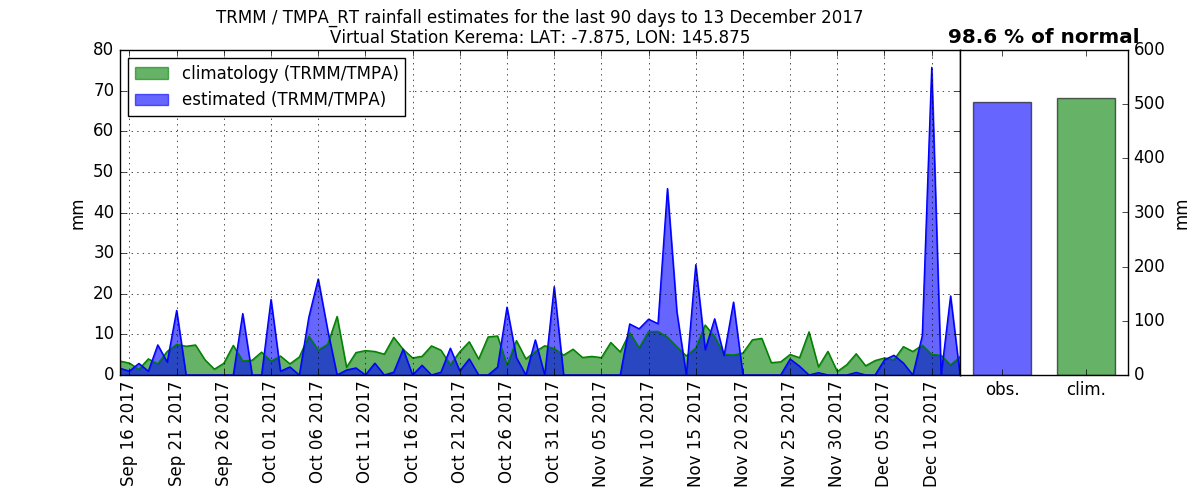 TRMM / TMPA_RT rainfall estimates for the last 90 days to 13 December 2017
Virtual Station Kerema: LAT: -7.875, LON: 145.875
98.6 % of normal
climatology (TRMM/TMPA)
estimated (TRMM/TMPA)
80
70
60
50
40
30
20
10
0
mm
Sep 16 2017
Sep 21 2017
Sep 26 2017
Oct 01 2017
Oct 06 2017
Oct 11 2017
Oct 16 2017
Oct 21 2017
Oct 26 2017
Oct 31 2017
Nov 05 2017
Nov 10 2017
Nov 15 2017
Nov 20 2017
Nov 25 2017
Nov 30 2017
Dec 05 2017
Dec 10 2017
600
500
400
300
200
100
0
mm
obs.
clim.